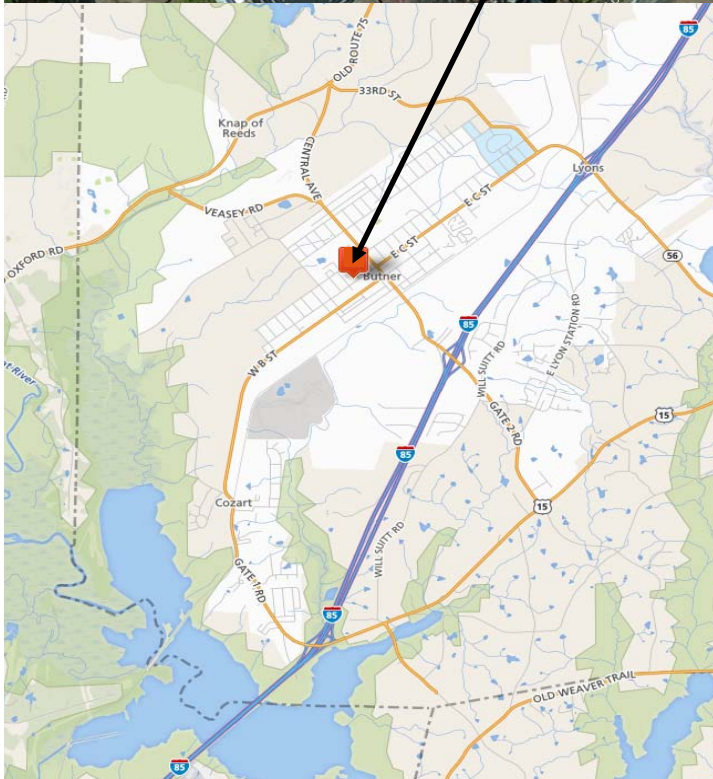 85
OLD ROUTE 75
33RD ST
Knap of
Reeds
CENTRAL AVE
Lyons
VEASEY RD
E C ST
E C ST
OXFORD RD
56
Butner
85
E LYON STATION RD
WILL SUITT RD
W B ST
GATE 2 RD
15
85
Cozart
15
WILL SUITT RD
GATE 1 RD
85
OLD WEAVER TRAIL
85